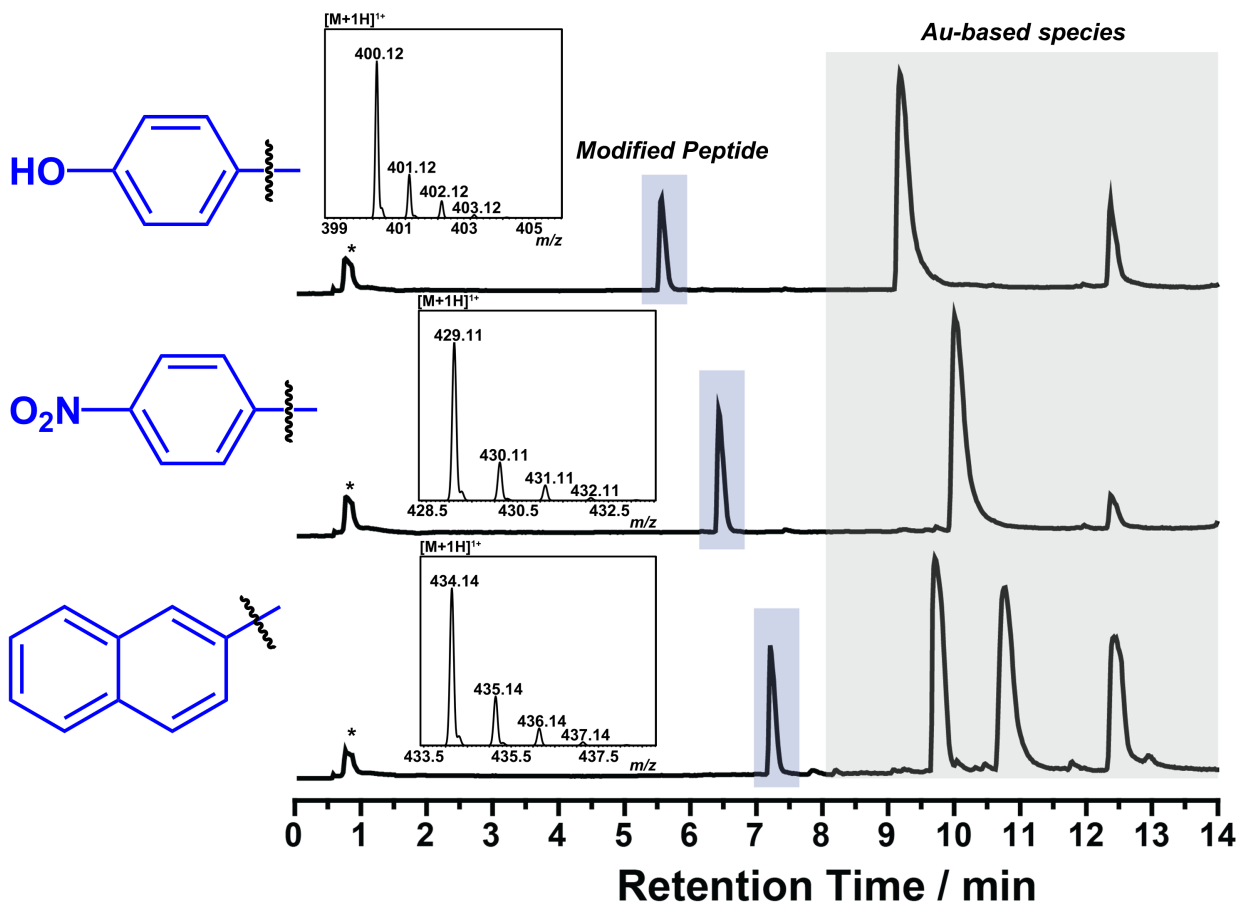 Au-based species
[M+1H]¹⁺
400.12
401.12
402.12
403.12
399 401 403 405
m/z
Modified Peptide
HO
*
[M+1H]¹⁺
429.11
430.11
431.11
432.11
428.5 430.5 432.5
m/z
O₂N
*
[M+1H]¹⁺
434.14
435.14
436.14
437.14
433.5 435.5 437.5
m/z
*
0 1 2 3 4 5 6 7 8 9 10 11 12 13 14
Retention Time / min